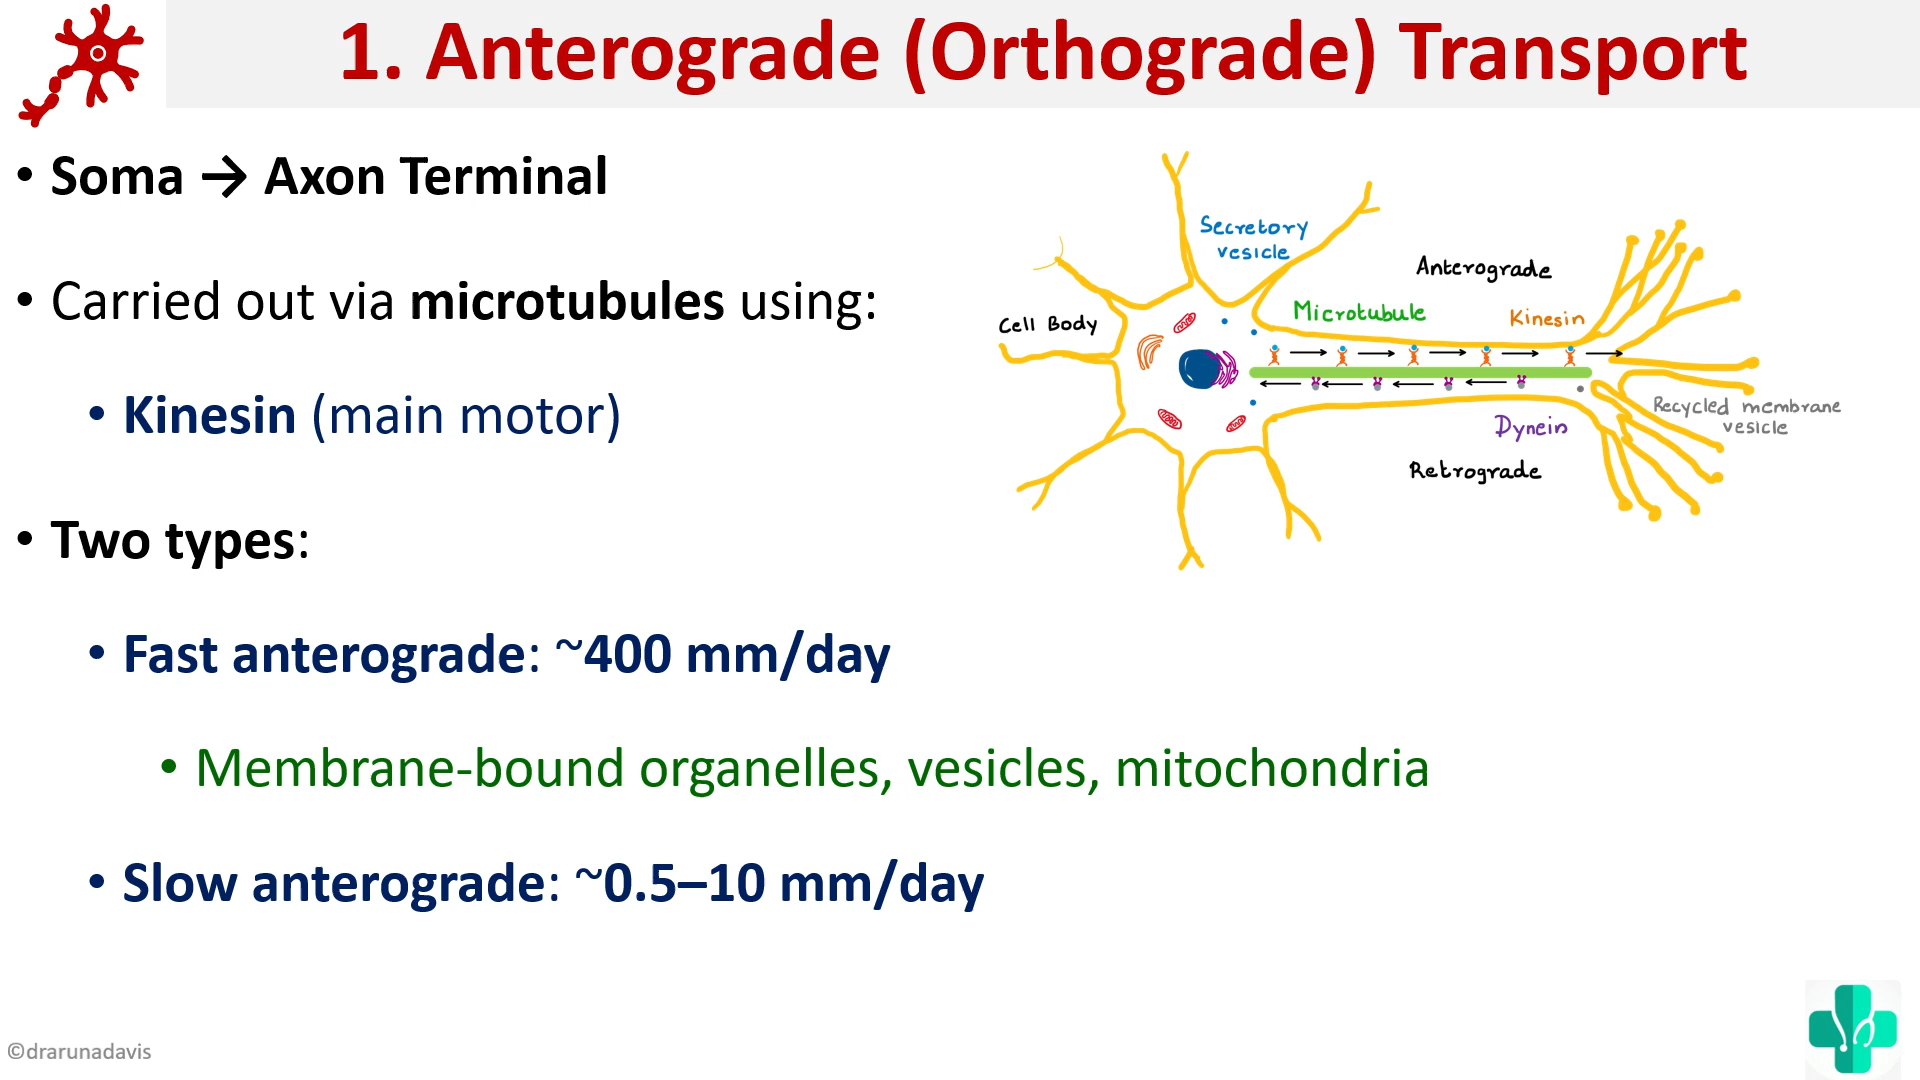 1. Anterograde (Orthograde) Transport
• Soma → Axon Terminal
• Carried out via microtubules using:
• Kinesin (main motor)
• Two types:
• Fast anterograde: ~400 mm/day
• Membrane-bound organelles, vesicles, mitochondria
• Slow anterograde: ~0.5–10 mm/day
Secretory
vesicle
Anterograde
Cell Body
Microtubule
Kinesin
Recycled membrane
vesicle
Dynein
Retrograde
©drarunadavis